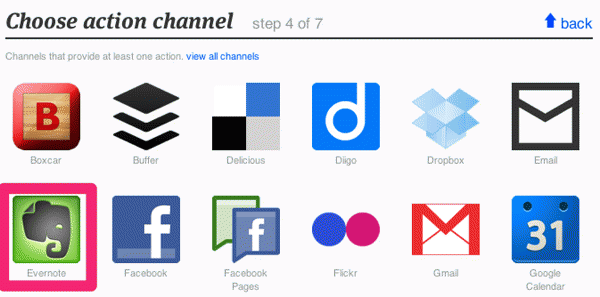 Choose action channel step 4 of 7 back
Channels that provide at least one action. view all channels
B
d
Boxcar Buffer Delicious Diigo Dropbox Email
f
f
31
Evernote Facebook Facebook Flickr Gmail Google
Pages Calendar